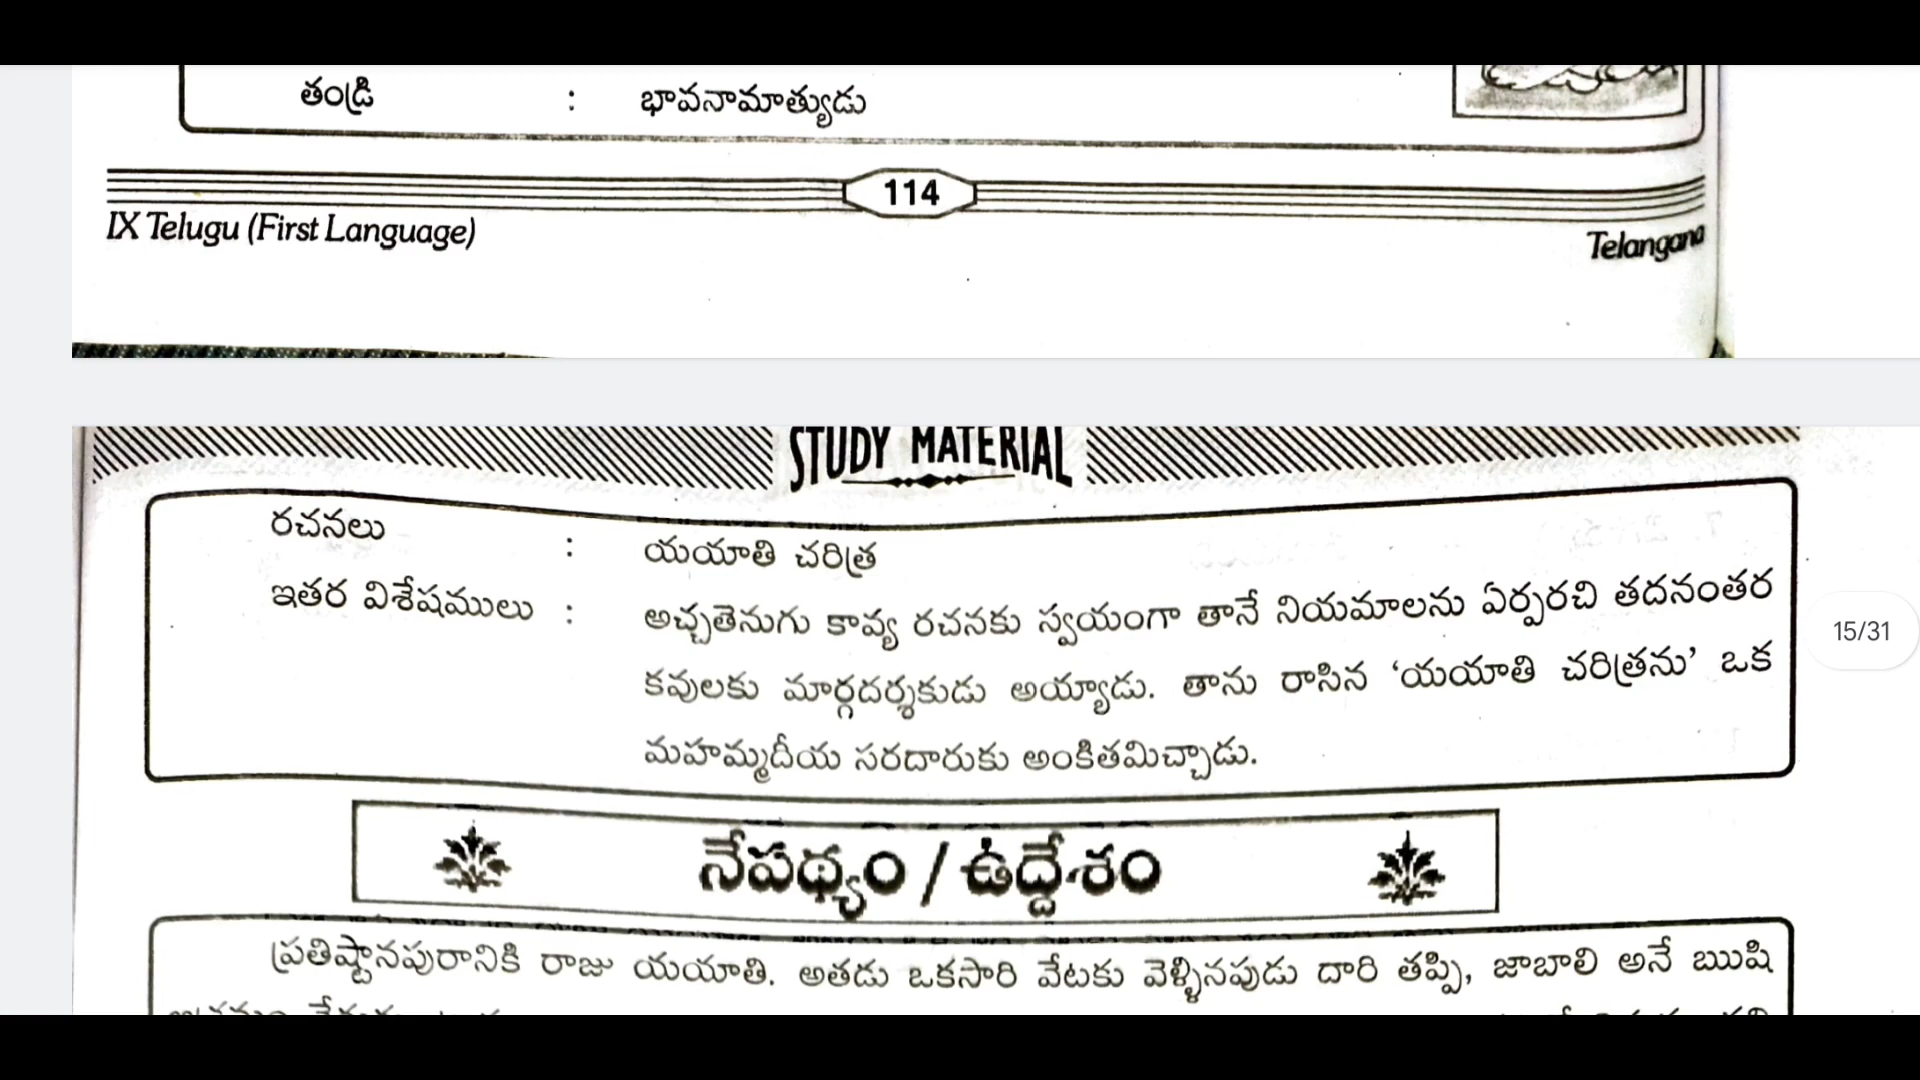 తండ్రి : భావనామాత్యుడు
114
IX Telugu (First Language)
Telangana
STUDY MATERIAL
రచనలు : యయాతి చరిత్ర
ఇతర విశేషములు : అచ్చతెనుగు కావ్య రచనకు స్వయంగా తానే నియమాలను ఏర్పరచి తదనంతర
కవులకు మార్గదర్శకుడు అయ్యాడు. తాను రాసిన ‘యయాతి చరిత్రను’ ఒక
మహమ్మదీయ సరదారుకు అంకితమిచ్చాడు.
15/31
నేపథ్యం / ఉద్దేశం
ప్రతిష్టానపురానికి రాజు యయాతి. అతడు ఒకసారి వేటకు వెళ్ళినపుడు దారి తప్పి, జాబాలి అనే ఋషి